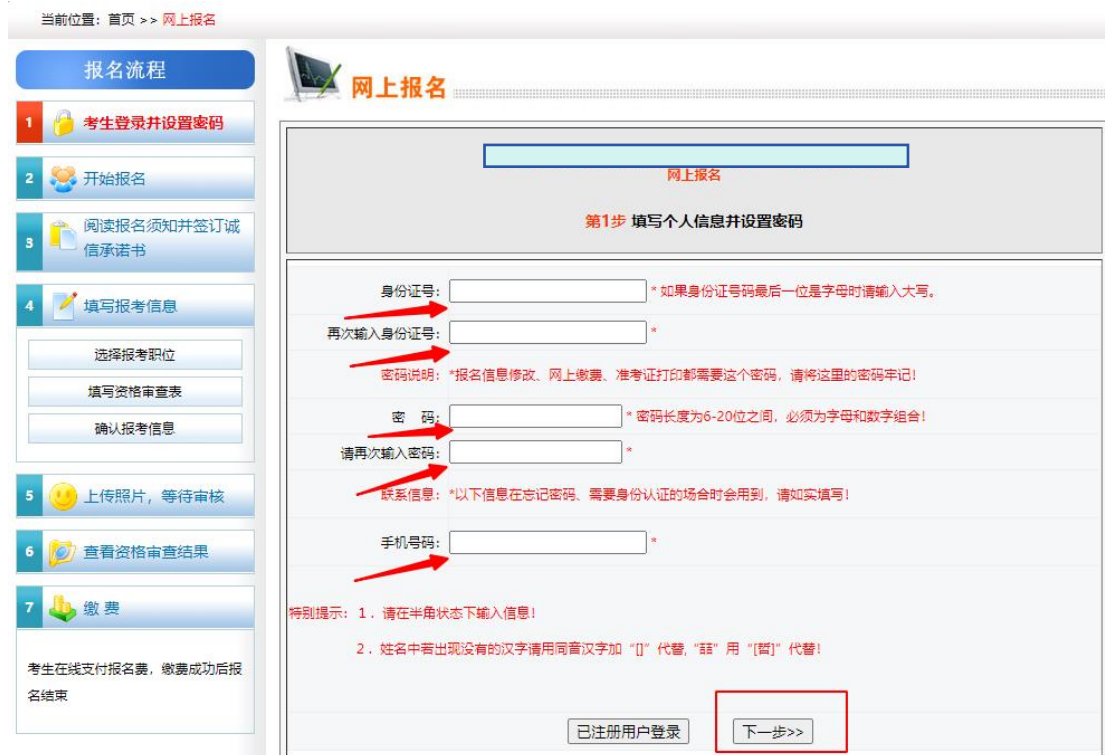 当前位置：首页 >> 网上报名
报名流程
1 考生登录并设置密码
2 开始报名
3 阅读报名须知并签订诚
信承诺书
4 填写报考信息
选择报考职位
填写资格审查表
确认报考信息
5 上传照片，等待审核
6 查看资格审查结果
7 缴 费
考生在线支付报名费，缴费成功后报
名结束
网上报名
网上报名
第1步 填写个人信息并设置密码
身份证号： * 如果身份证号码最后一位是字母时请输入大写。
再次输入身份证号： *
密码说明： *报名信息修改、网上缴费、准考证打印都需要这个密码，请将这里的密码牢记！
密 码： * 密码长度为6-20位之间，必须为字母和数字组合！
请再次输入密码： *
联系信息： *以下信息在忘记密码、需要身份认证的场合时会用到，请如实填写！
手机号码： *
特别提示：1．请在半角状态下输入信息！
2．姓名中若出现没有的汉字请用同音汉字加“[]”代替，“嚞”用“[哲]”代替！
已注册用户登录 下一步>>